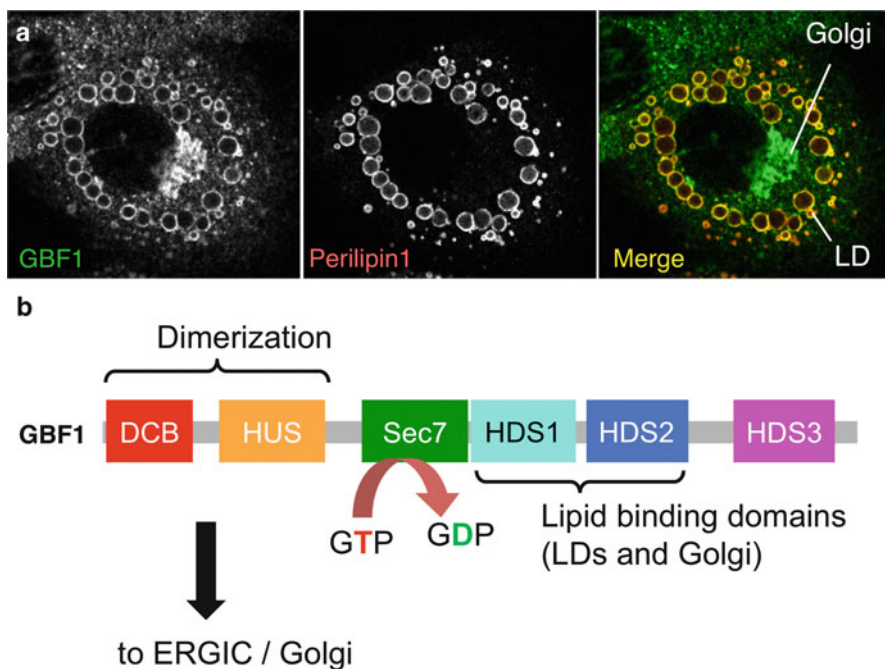 a
Golgi
GBF1
Perilipin1
Merge
LD
b
Dimerization
GBF1
DCB
HUS
Sec7
HDS1
HDS2
HDS3
GTP
GDP
Lipid binding domains
(LDs and Golgi)
to ERGIC / Golgi